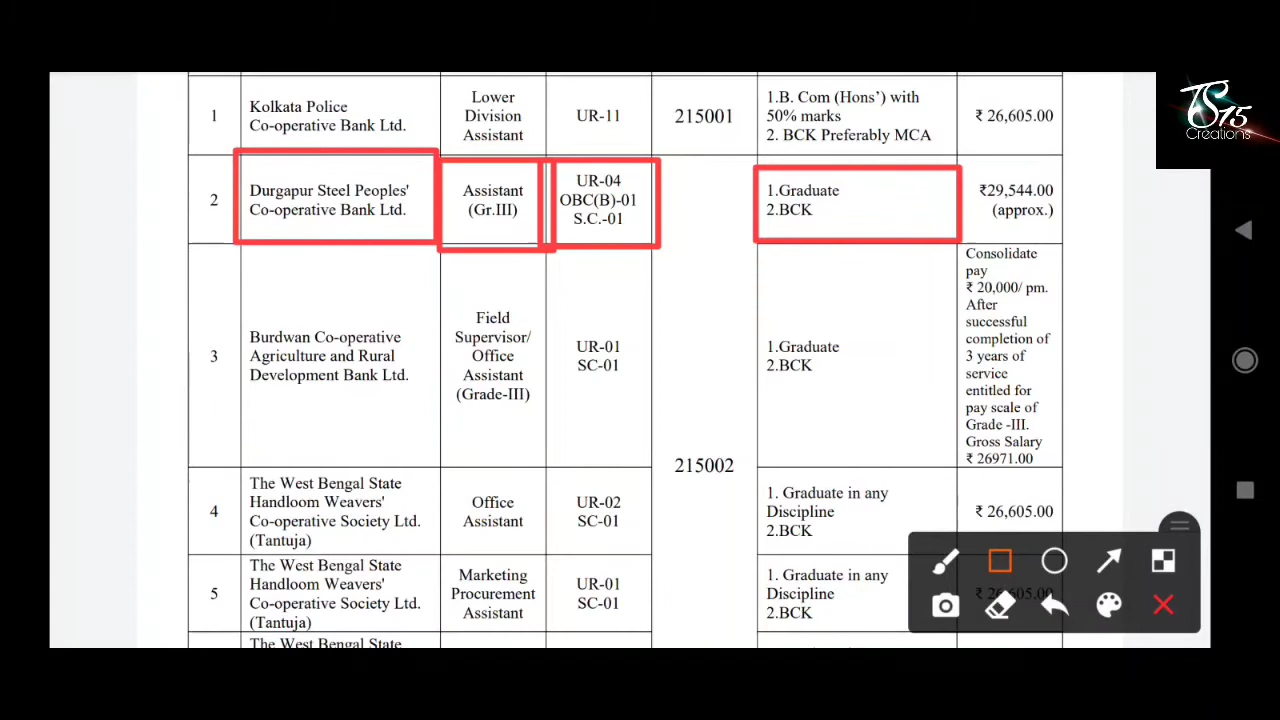 TS15
Creations
1
Kolkata Police
Co-operative Bank Ltd.
Lower
Division
Assistant
UR-11
215001
1.B. Com (Hons’) with
50% marks
2. BCK Preferably MCA
₹ 26,605.00
2
Durgapur Steel Peoples'
Co-operative Bank Ltd.
Assistant
(Gr.III)
UR-04
OBC(B)-01
S.C.-01
1.Graduate
2.BCK
₹29,544.00
(approx.)
3
Burdwan Co-operative
Agriculture and Rural
Development Bank Ltd.
Field
Supervisor/
Office
Assistant
(Grade-III)
UR-01
SC-01
215002
1.Graduate
2.BCK
Consolidate
pay
₹ 20,000/ pm.
After
successful
completion of
3 years of
service
entitled for
pay scale of
Grade -III.
Gross Salary
₹ 26971.00
4
The West Bengal State
Handloom Weavers'
Co-operative Society Ltd.
(Tantuja)
Office
Assistant
UR-02
SC-01
1. Graduate in any
Discipline
2.BCK
₹ 26,605.00
5
The West Bengal State
Handloom Weavers'
Co-operative Society Ltd.
(Tantuja)
Marketing
Procurement
Assistant
UR-01
SC-01
1. Graduate in any
Discipline
2.BCK
₹ 26,605.00
The West Bengal State